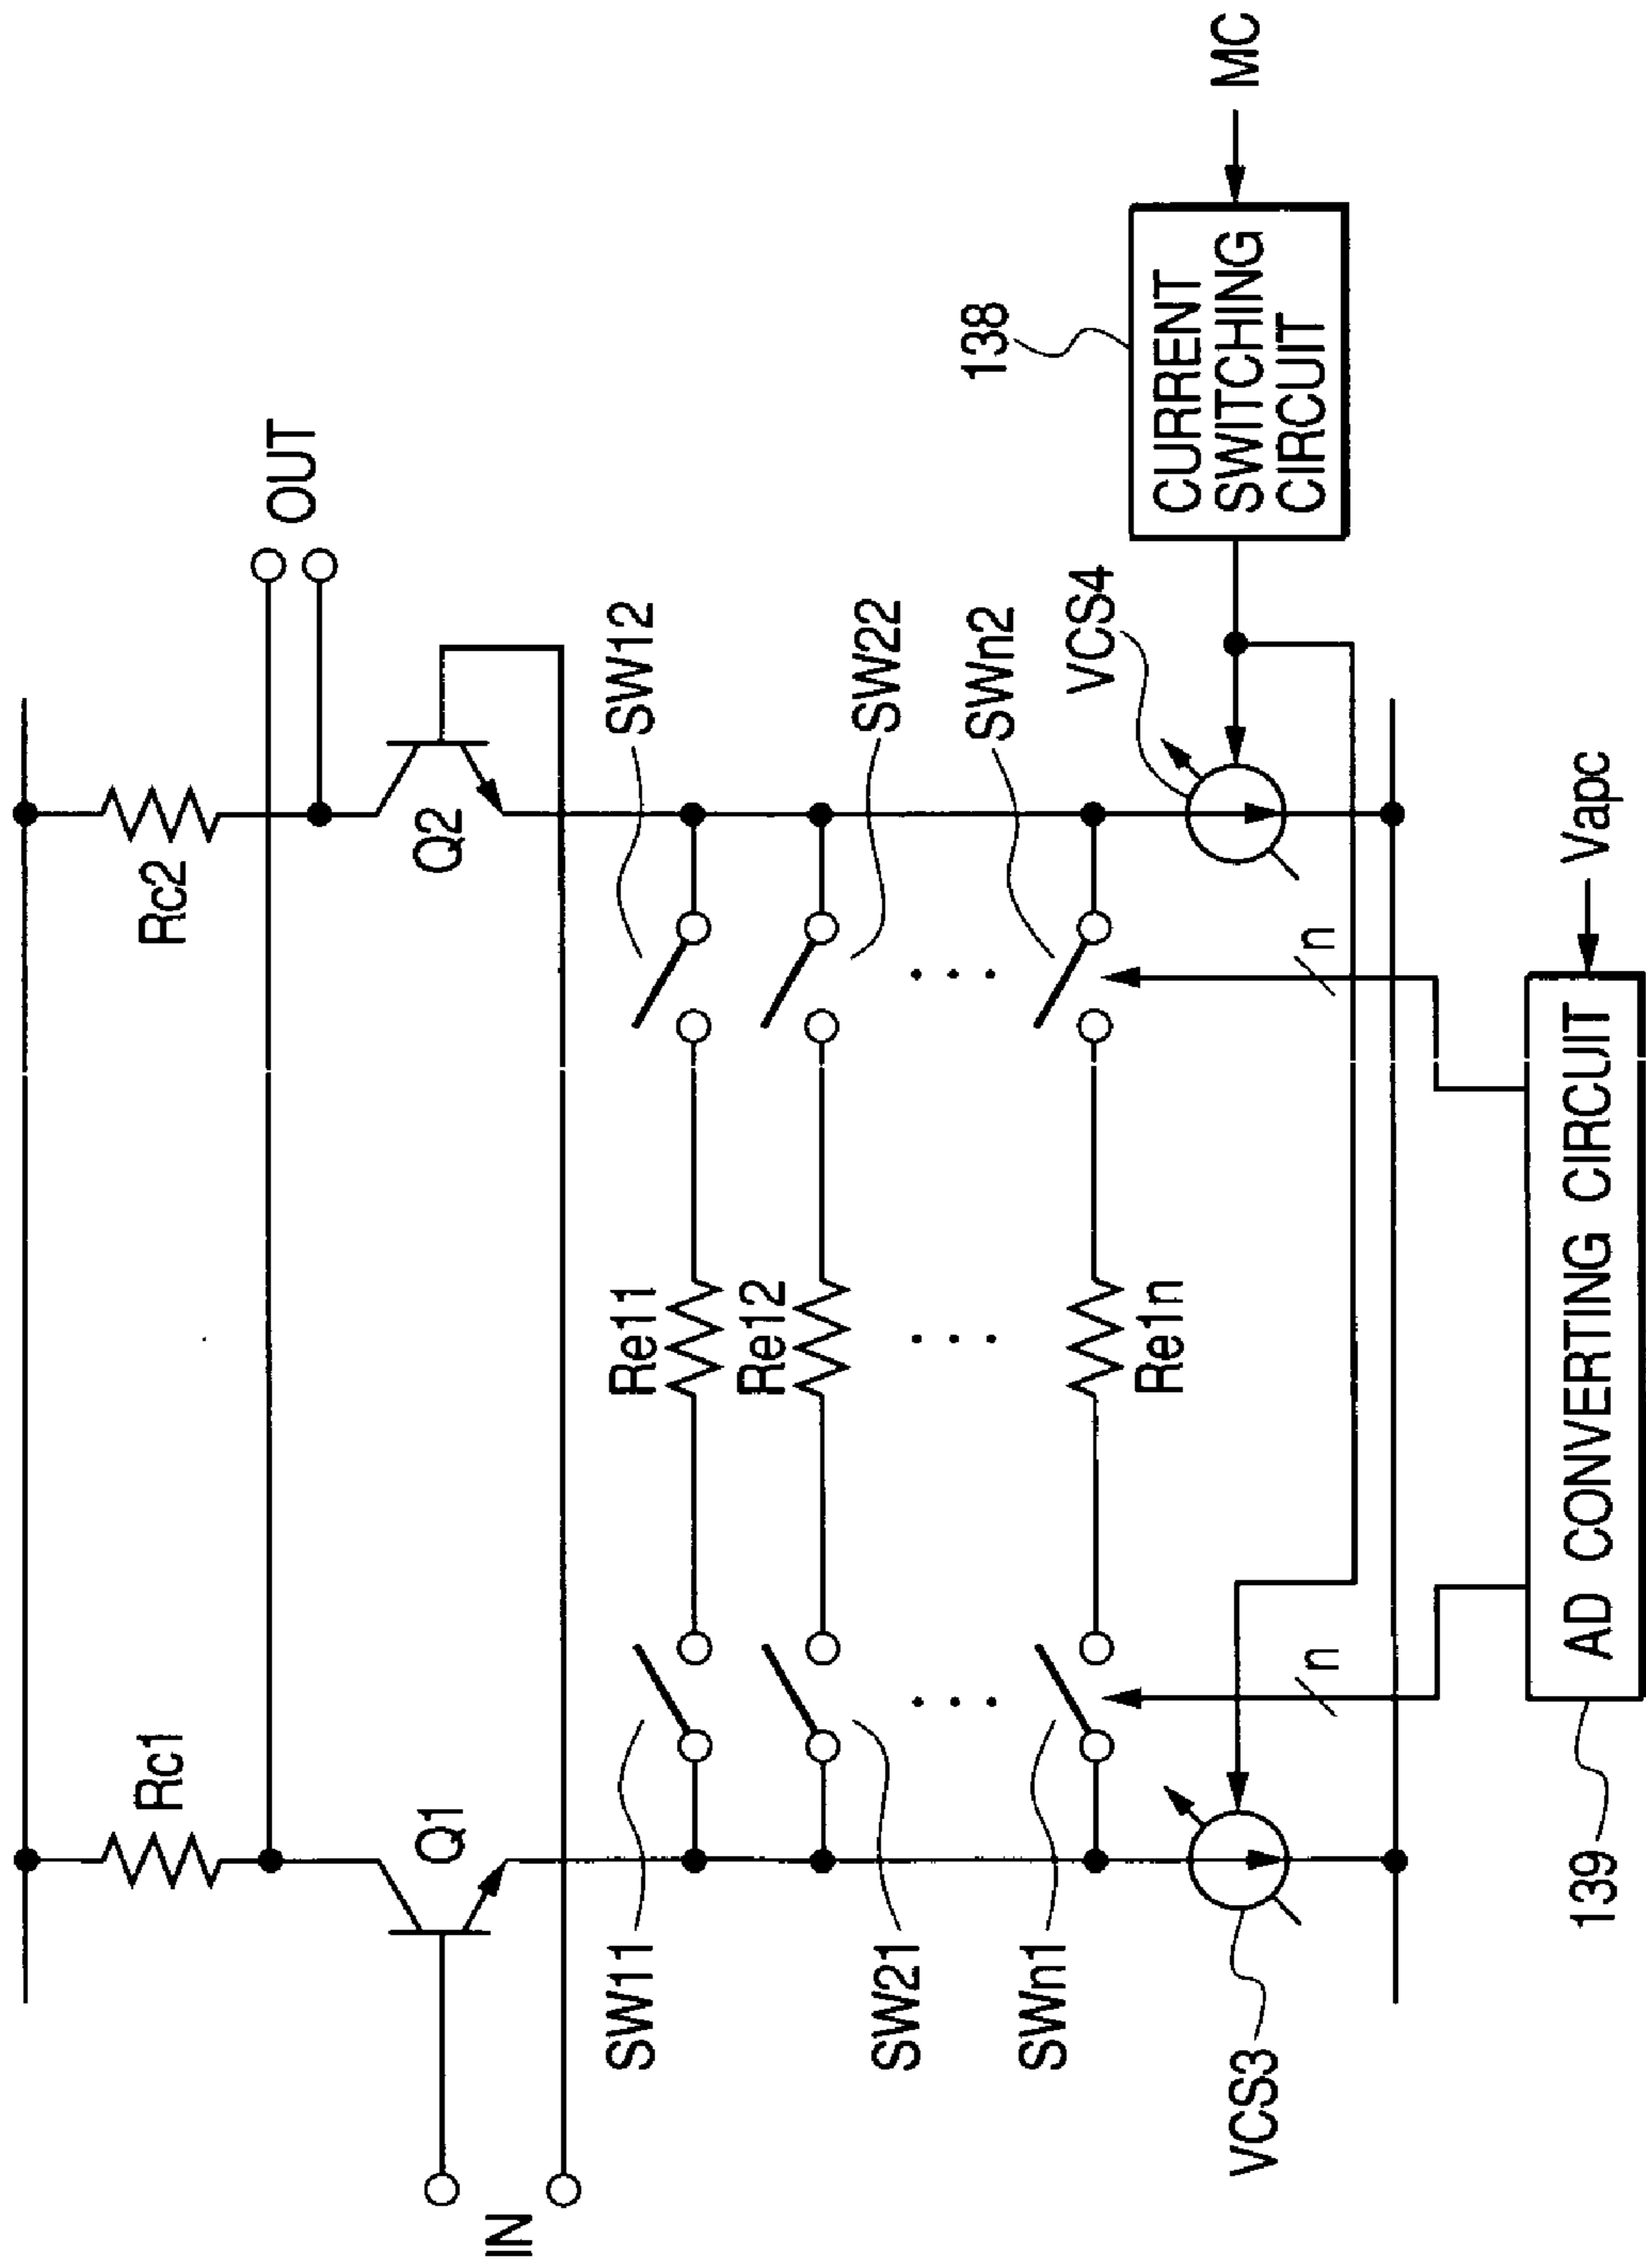 Rc1
Rc2
OUT
Q1
Q2
IN
SW11
Re11
SW12
SW21
Re12
SW22
SWn1
Re1n
SWn2
VCS3
VCS4
138
CURRENT
SWITCHING
CIRCUIT
MC
n
n
139
AD CONVERTING CIRCUIT
Vapc